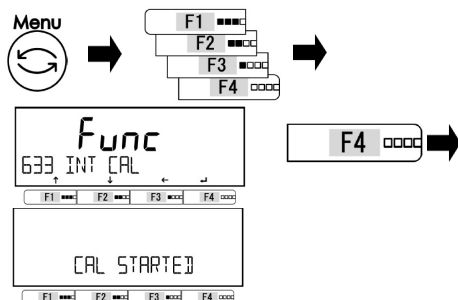 Menu
F1
F2
F3
F4
Func
633 INT CAL
F1 F2 F3 F4
F4
CAL STARTED
F1 F2 F3 F4